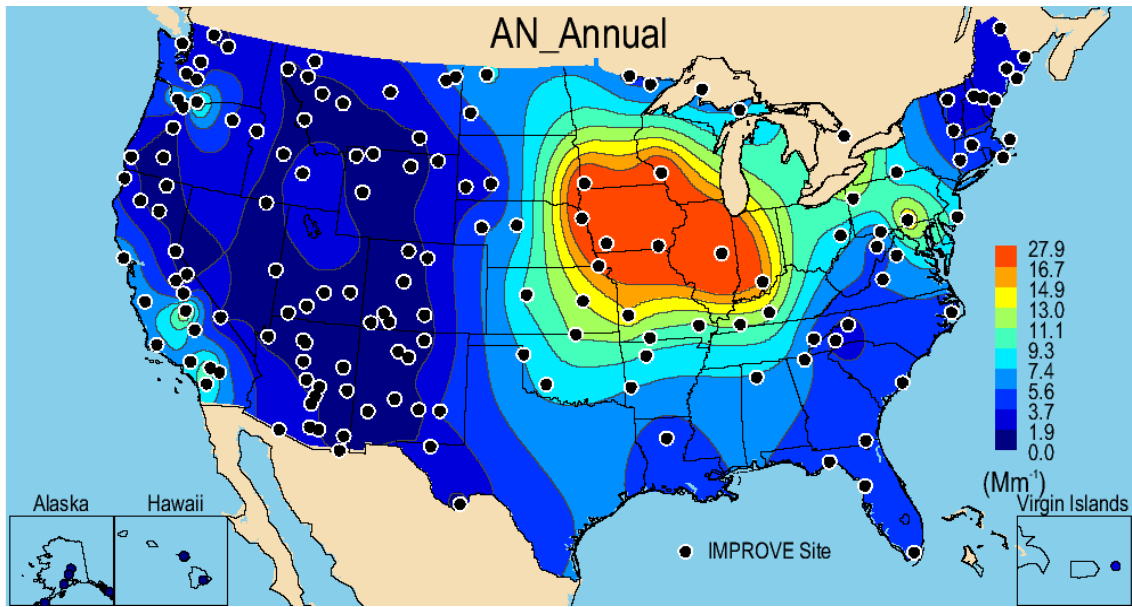 AN_Annual
27.9
16.7
14.9
13.0
11.1
9.3
7.4
5.6
3.7
1.9
0.0
(Mm-1)
Alaska
Hawaii
Virgin Islands
IMPROVE Site